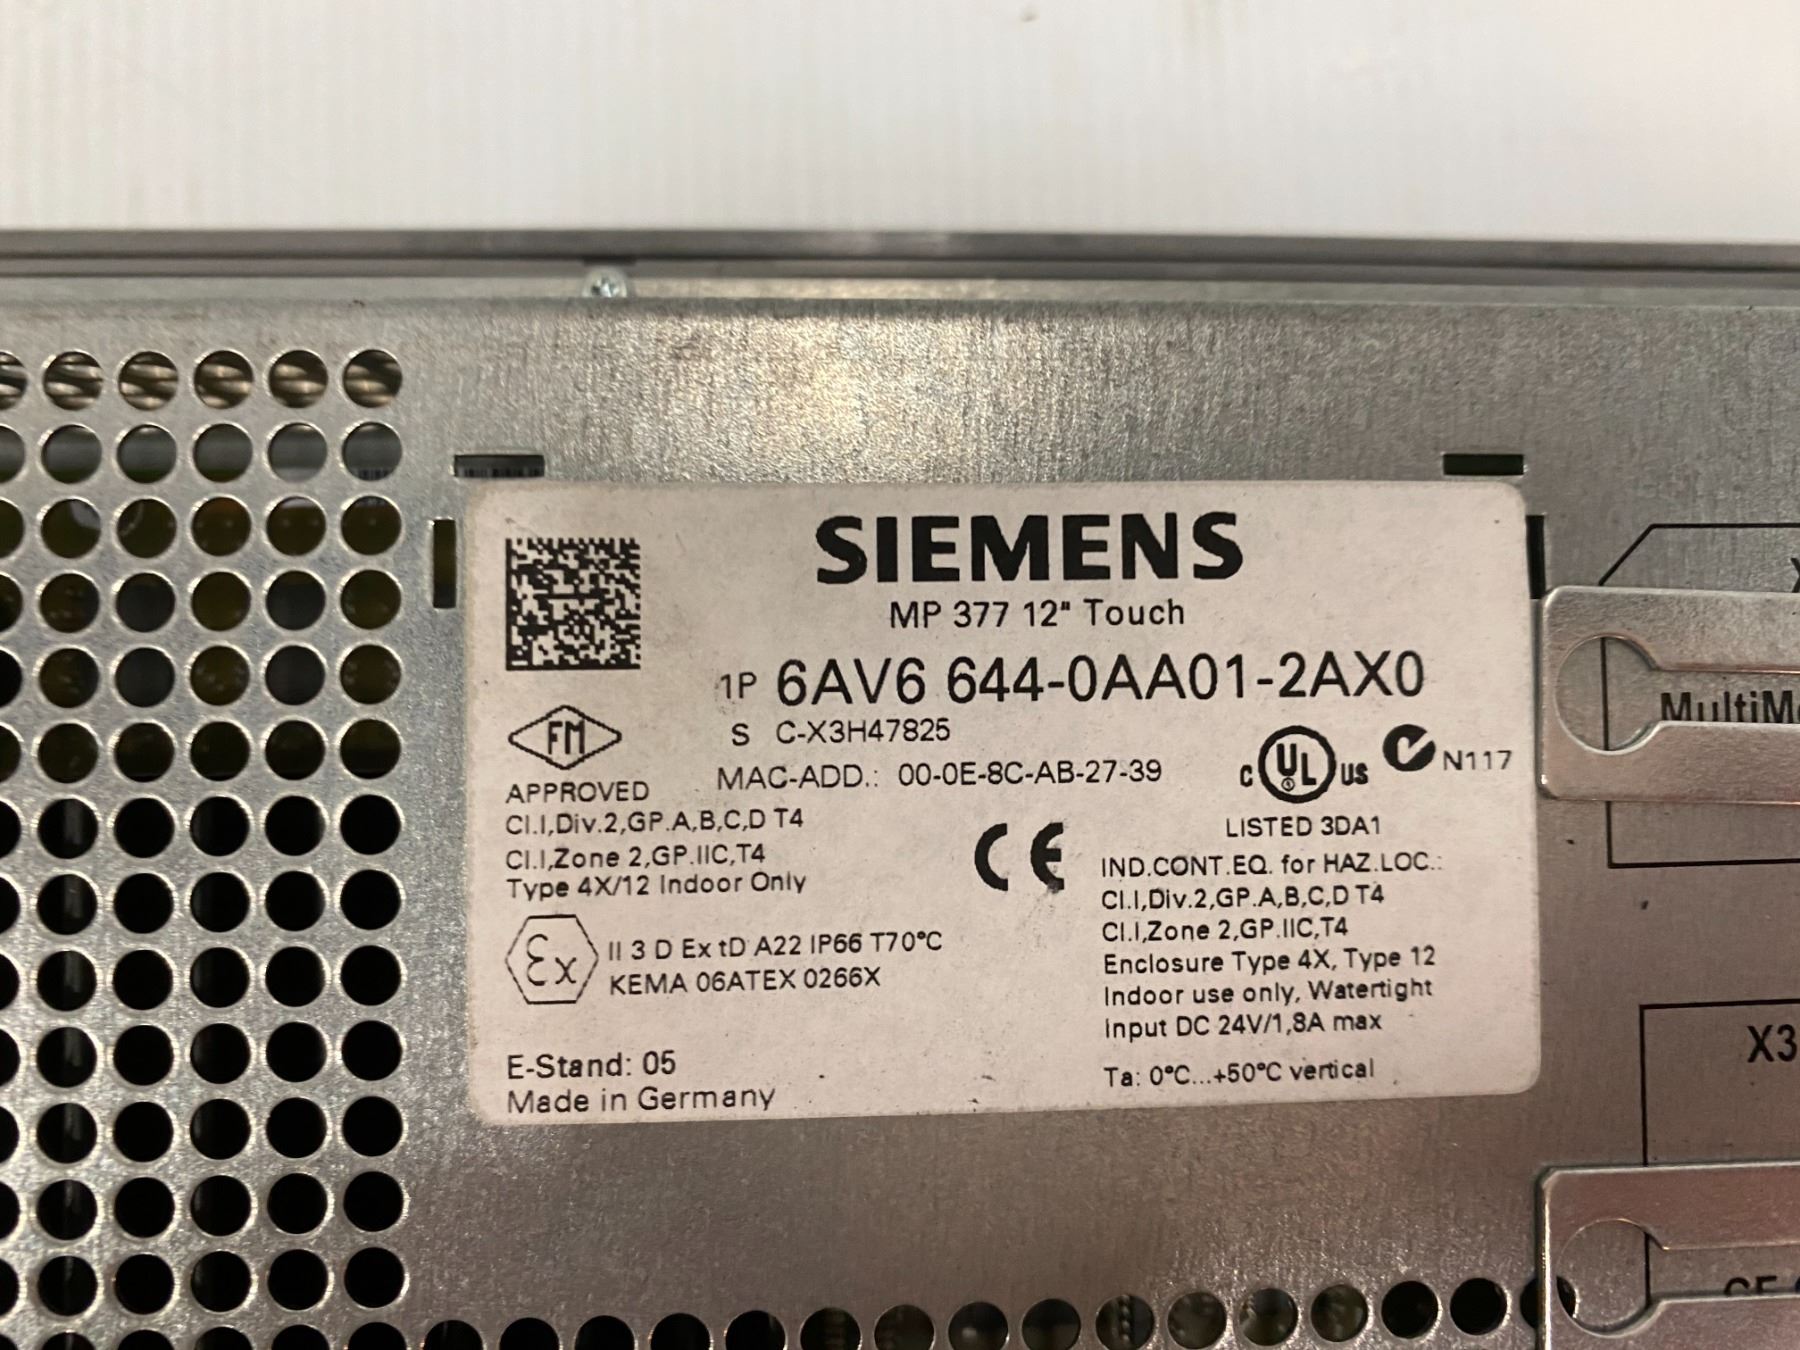 SIEMENS
MP 377 12" Touch
1P 6AV6 644-0AA01-2AX0
S C-X3H47825
MAC-ADD.: 00-0E-8C-AB-27-39
FM
APPROVED
Cl.I,Div.2,GP.A,B,C,D T4
Cl.I,Zone 2,GP.IIC,T4
Type 4X/12 Indoor Only
c UL us
N117
LISTED 3DA1
CE
IND.CONT.EQ. for HAZ.LOC.:
Cl.I,Div.2,GP.A,B,C,D T4
Cl.I,Zone 2,GP.IIC,T4
Enclosure Type 4X, Type 12
Indoor use only, Watertight
Input DC 24V/1,8A max
Ta: 0°C...+50°C vertical
Ex
II 3 D Ex tD A22 IP66 T70°C
KEMA 06ATEX 0266X
E-Stand: 05
Made in Germany
MultiM
X3